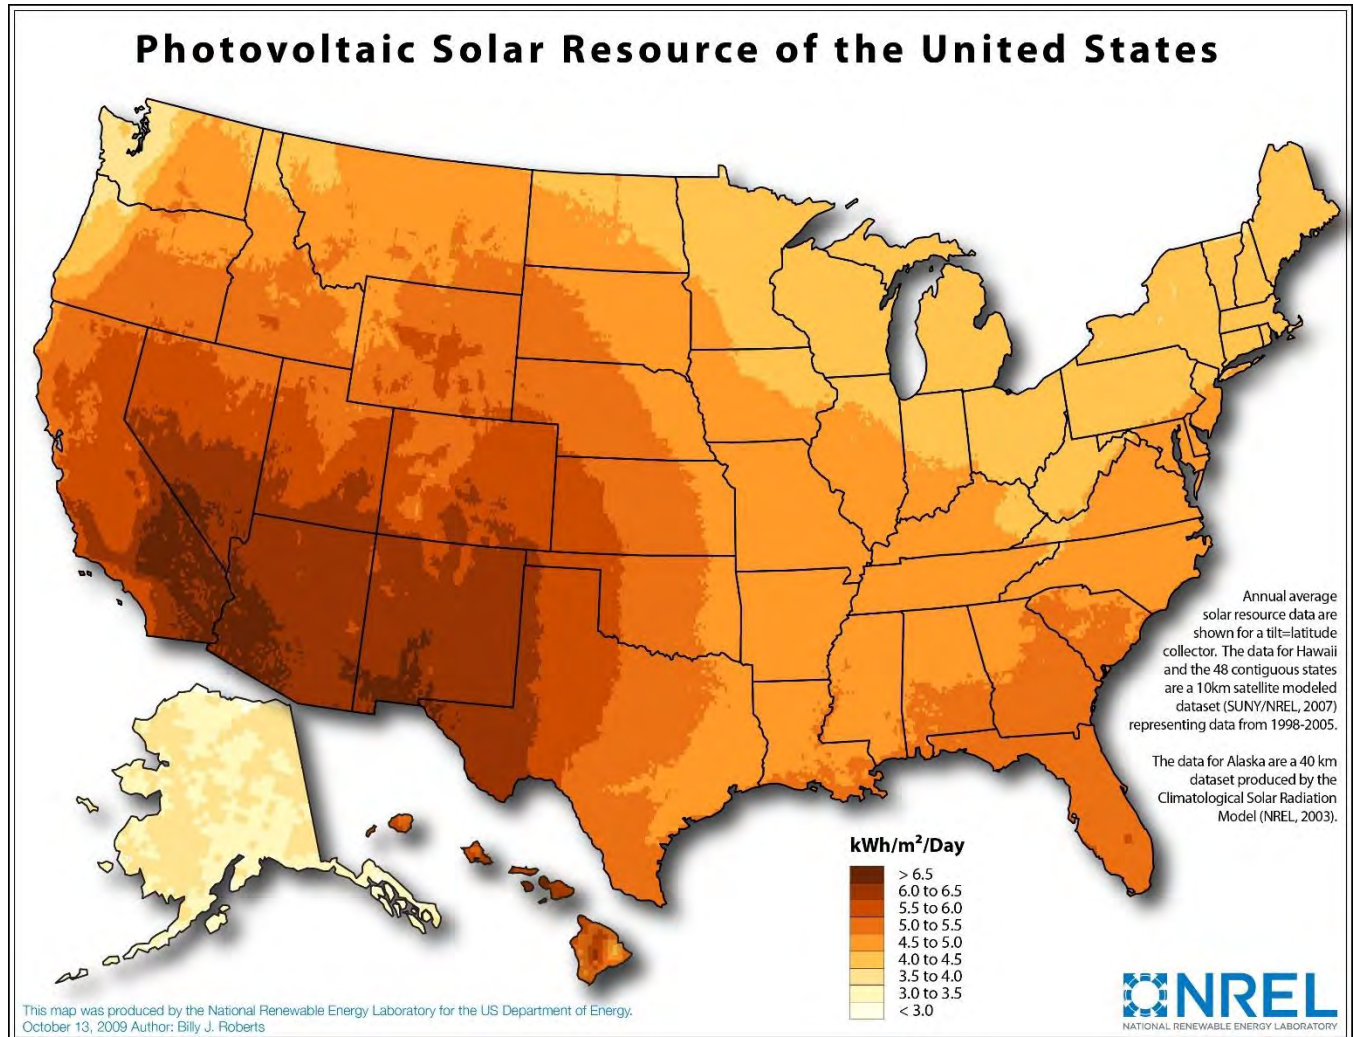 Photovoltaic Solar Resource of the United States
Annual average
solar resource data are
shown for a tilt=latitude
collector. The data for Hawaii
and the 48 contiguous states
are a 10km satellite modeled
dataset (SUNY/NREL, 2007)
representing data from 1998-2005.
The data for Alaska are a 40 km
dataset produced by the
Climatological Solar Radiation
Model (NREL, 2003).
kWh/m²/Day
> 6.5
6.0 to 6.5
5.5 to 6.0
5.0 to 5.5
4.5 to 5.0
4.0 to 4.5
3.5 to 4.0
3.0 to 3.5
< 3.0
This map was produced by the National Renewable Energy Laboratory for the US Department of Energy.
October 13, 2009 Author: Billy J. Roberts
NREL
NATIONAL RENEWABLE ENERGY LABORATORY